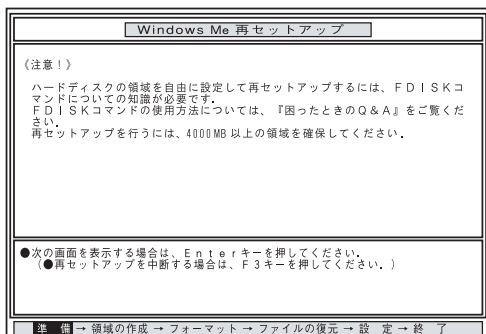 Windows Me 再セットアップ
《注意！》
ハードディスクの領域を自由に設定して再セットアップするには、ＦＤＩＳＫコ
マンドについての知識が必要です．
ＦＤＩＳＫコマンドの使用方法については、『困ったときのＱ＆Ａ』をご覧くだ
さい．
再セットアップを行うには、4000MB以上の領域を確保してください．
●次の画面を表示する場合は、Ｅｎｔｅｒキーを押してください．
（●再セットアップを中断する場合は、Ｆ３キーを押してください．）
準　備 → 領域の作成 → フォーマット → ファイルの復元 → 設　定 → 終　了